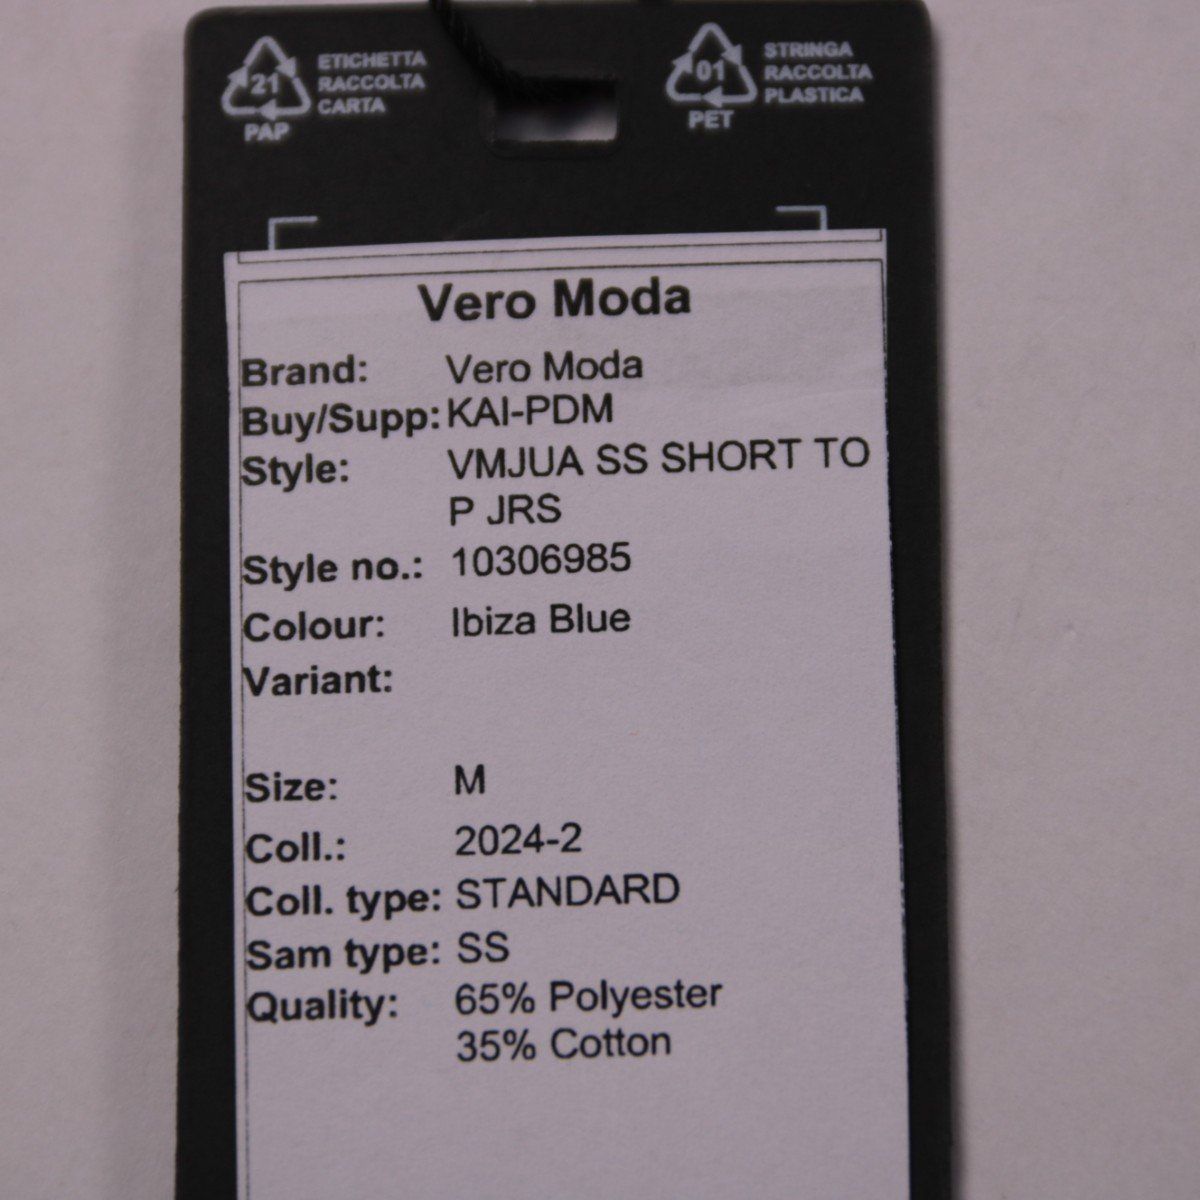 21
PAP
ETICHETTA
RACCOLTA
CARTA
01
PET
STRINGA
RACCOLTA
PLASTICA
Vero Moda
Brand: Vero Moda
Buy/Supp: KAI-PDM
Style: VMJUA SS SHORT TO
P JRS
Style no.: 10306985
Colour: Ibiza Blue
Variant:
Size: M
Coll.: 2024-2
Coll. type: STANDARD
Sam type: SS
Quality: 65% Polyester
35% Cotton